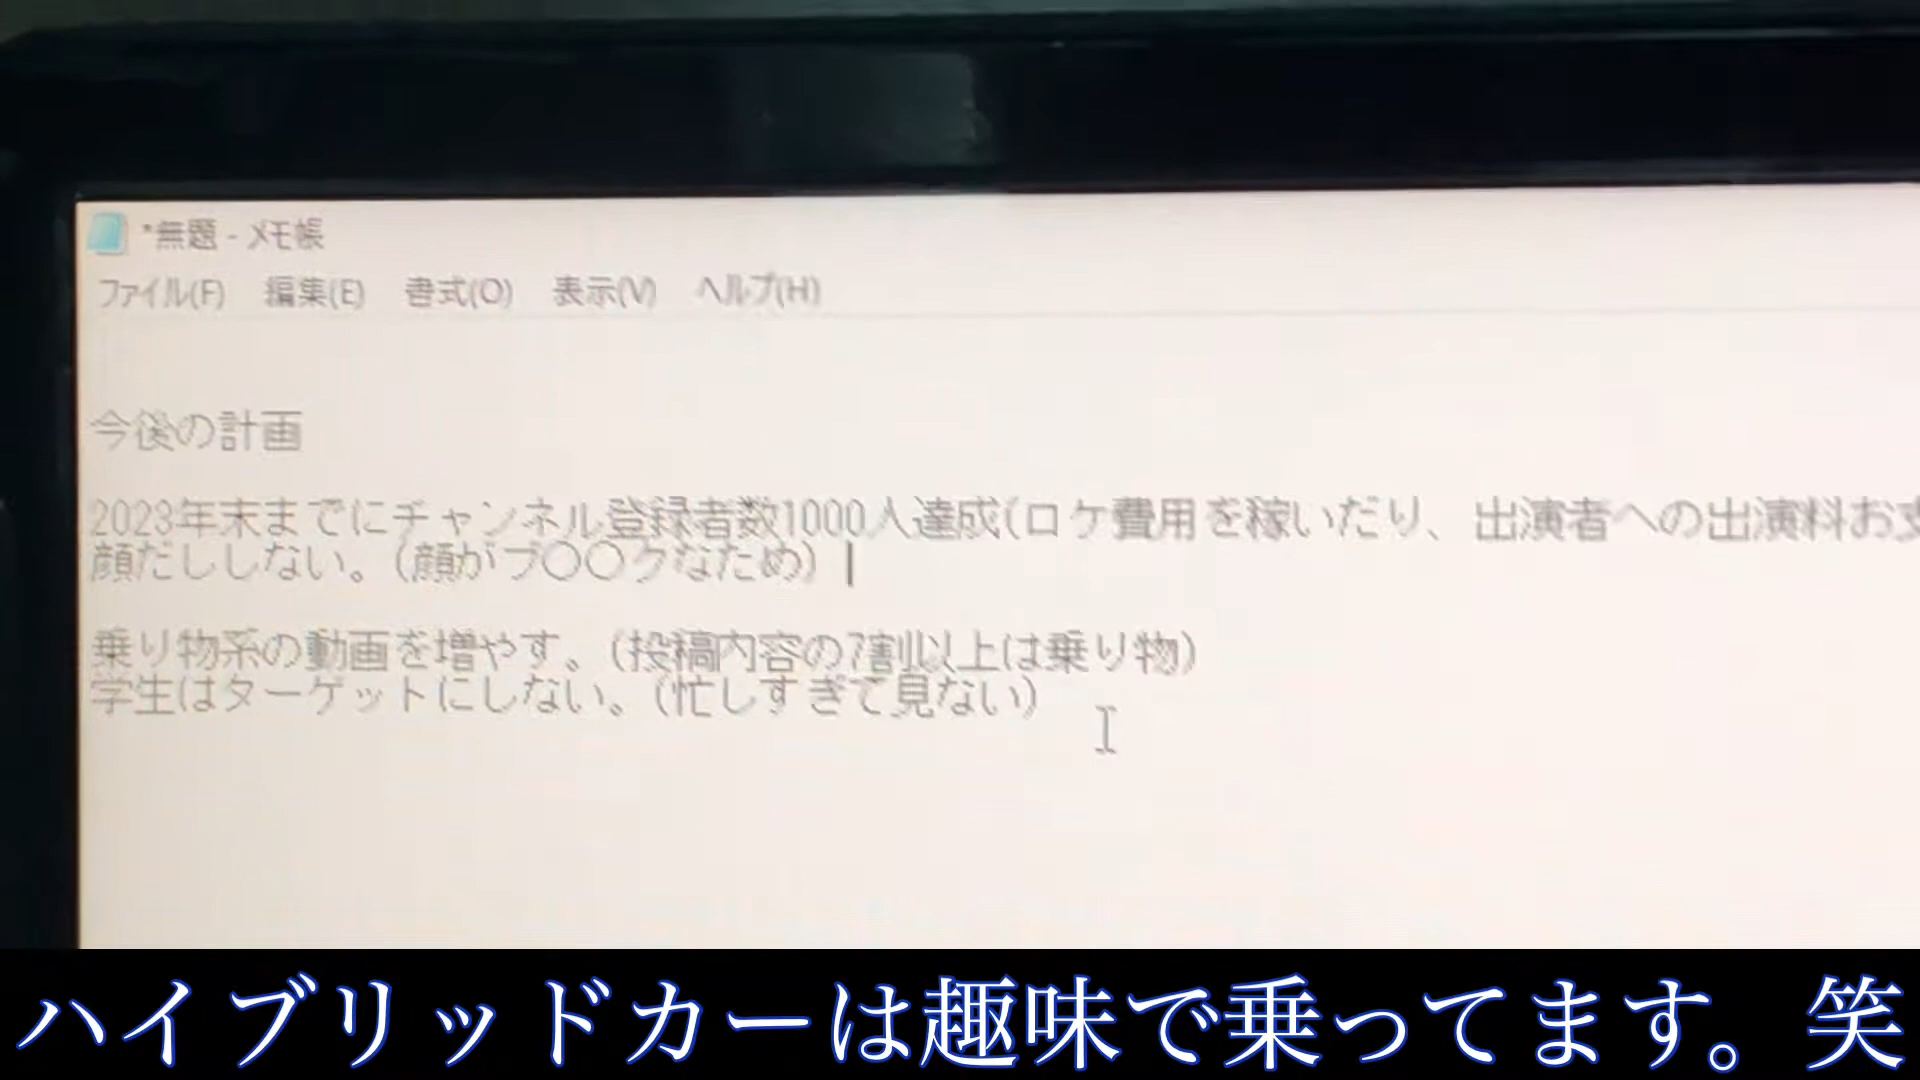 *無題 - メモ帳
ファイル(F) 編集(E) 書式(O) 表示(V) ヘルプ(H)
今後の計画
2023年末までにチャンネル登録者数1000人達成(ロケ費用を稼いだり、出演者への出演料お支
顔だししない。(顔がブ〇〇クなため)
乗り物系の動画を増やす。(投稿内容の7割以上は乗り物)
学生はターゲットにしない。(忙しすぎて見ない)
ハイブリッドカーは趣味で乗ってます。笑